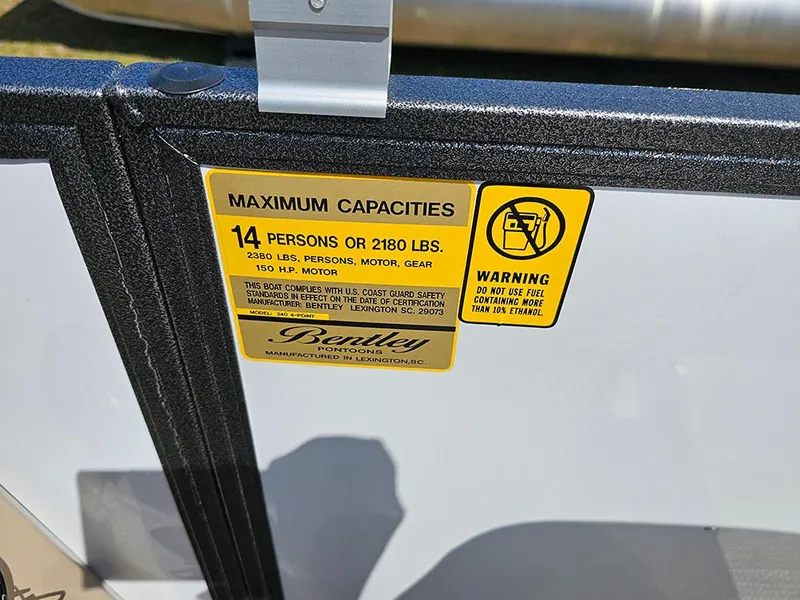 MAXIMUM CAPACITIES
14 PERSONS OR 2180 LBS.
2380 LBS, PERSONS, MOTOR, GEAR
150 H.P. MOTOR
THIS BOAT COMPLIES WITH U.S. COAST GUARD SAFETY
STANDARDS IN EFFECT ON THE DATE OF CERTIFICATION
MANUFACTURER: BENTLEY LEXINGTON SC. 29073
MODEL: 240 4-POINT
Bentley
PONTOONS
MANUFACTURED IN LEXINGTON,SC.
WARNING
DO NOT USE FUEL
CONTAINING MORE
THAN 10% ETHANOL.